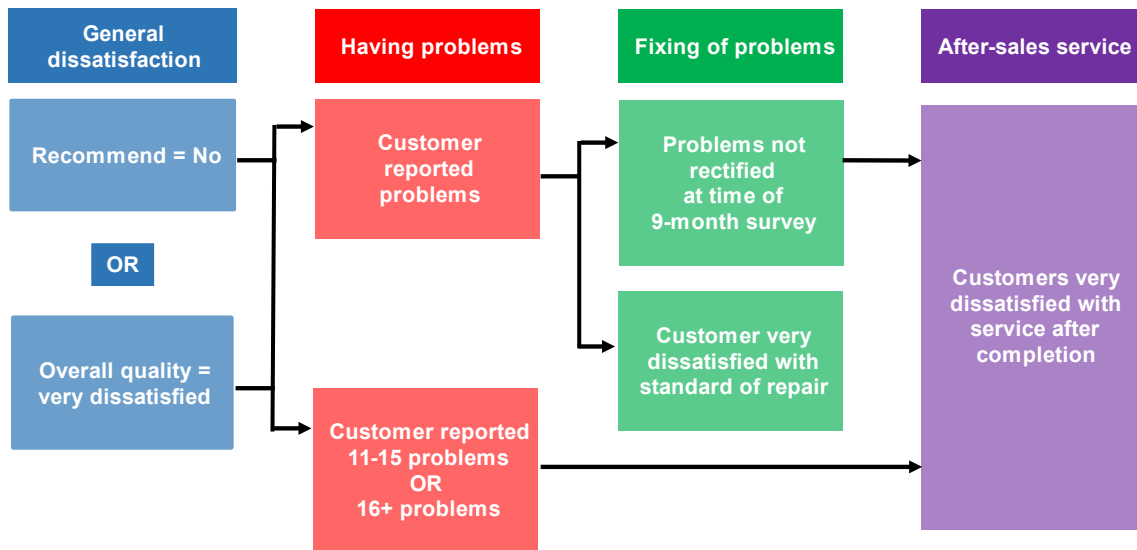 General
dissatisfaction
Having problems
Fixing of problems
After-sales service
Recommend = No
OR
Overall quality =
very dissatisfied
Customer
reported
problems
Customer reported
11-15 problems
OR
16+ problems
Problems not
rectified
at time of
9-month survey
Customer very
dissatisfied with
standard of repair
Customers very
dissatisfied with
service after
completion